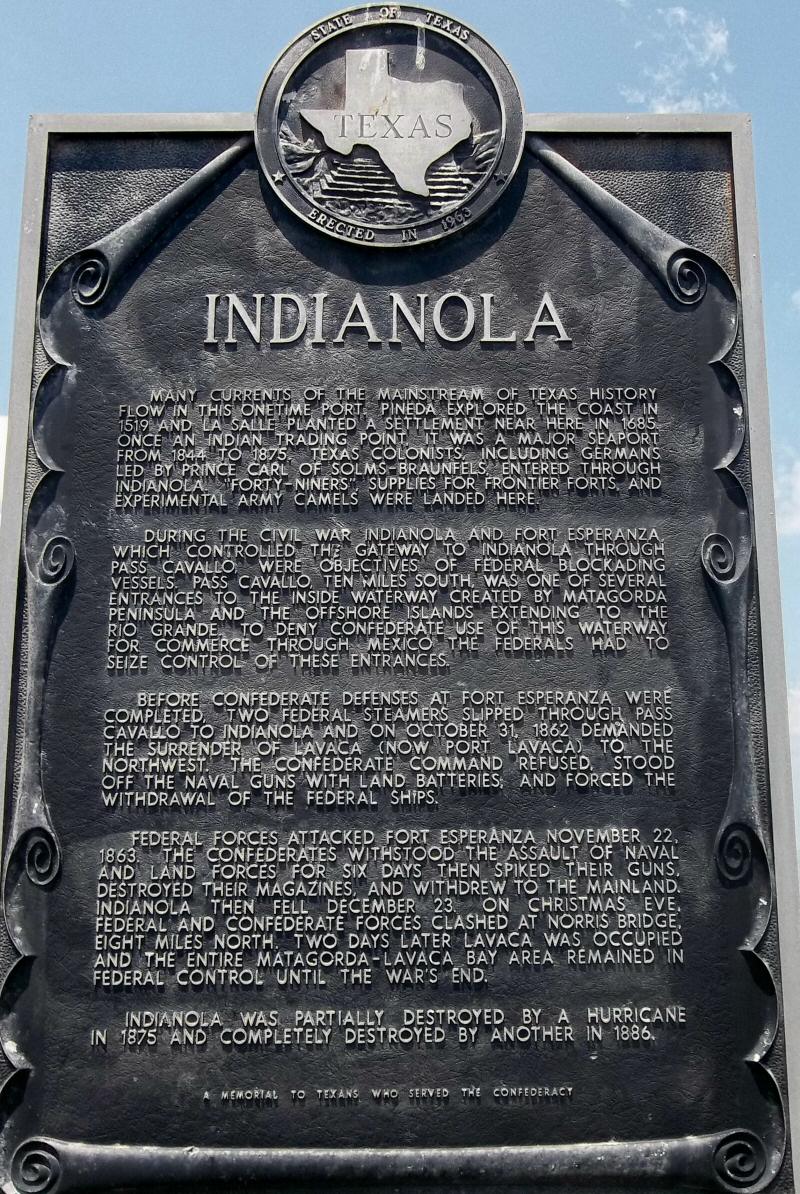 STATE OF TEXAS
TEXAS
ERECTED IN 1963
INDIANOLA
MANY CURRENTS OF THE MAINSTREAM OF TEXAS HISTORY
FLOW IN THIS ONETIME PORT. PINEDA EXPLORED THE COAST IN
1519 AND LA SALLE PLANTED A SETTLEMENT NEAR HERE IN 1685.
ONCE AN INDIAN TRADING POINT, IT WAS A MAJOR SEAPORT
FROM 1844 TO 1875. TEXAS COLONISTS, INCLUDING GERMANS
LED BY PRINCE CARL OF SOLMS-BRAUNFELS, ENTERED THROUGH
INDIANOLA. "FORTY-NINERS", SUPPLIES FOR FRONTIER FORTS, AND
EXPERIMENTAL ARMY CAMELS WERE LANDED HERE.
DURING THE CIVIL WAR INDIANOLA AND FORT ESPERANZA,
WHICH CONTROLLED THE GATEWAY TO INDIANOLA THROUGH
PASS CAVALLO, WERE OBJECTIVES OF FEDERAL BLOCKADING
VESSELS. PASS CAVALLO, TEN MILES SOUTH, WAS ONE OF SEVERAL
ENTRANCES TO THE INSIDE WATERWAY CREATED BY MATAGORDA
PENINSULA AND THE OFFSHORE ISLANDS EXTENDING TO THE
RIO GRANDE. TO DENY CONFEDERATE USE OF THIS WATERWAY
FOR COMMERCE THROUGH MEXICO THE FEDERALS HAD TO
SEIZE CONTROL OF THESE ENTRANCES.
BEFORE CONFEDERATE DEFENSES AT FORT ESPERANZA WERE
COMPLETED, TWO FEDERAL STEAMERS SLIPPED THROUGH PASS
CAVALLO TO INDIANOLA AND ON OCTOBER 31, 1862 DEMANDED
THE SURRENDER OF LAVACA (NOW PORT LAVACA) TO THE
NORTHWEST. THE CONFEDERATE COMMAND REFUSED, STOOD
OFF THE NAVAL GUNS WITH LAND BATTERIES, AND FORCED THE
WITHDRAWAL OF THE FEDERAL SHIPS.
FEDERAL FORCES ATTACKED FORT ESPERANZA NOVEMBER 22,
1863. THE CONFEDERATES WITHSTOOD THE ASSAULT OF NAVAL
AND LAND FORCES FOR SIX DAYS THEN SPIKED THEIR GUNS,
DESTROYED THEIR MAGAZINES, AND WITHDREW TO THE MAINLAND.
INDIANOLA THEN FELL DECEMBER 23. ON CHRISTMAS EVE,
FEDERAL AND CONFEDERATE FORCES CLASHED AT NORRIS BRIDGE,
EIGHT MILES NORTH. TWO DAYS LATER LAVACA WAS OCCUPIED
AND THE ENTIRE MATAGORDA-LAVACA BAY AREA REMAINED IN
FEDERAL CONTROL UNTIL THE WAR'S END.
INDIANOLA WAS PARTIALLY DESTROYED BY A HURRICANE
IN 1875 AND COMPLETELY DESTROYED BY ANOTHER IN 1886.
A MEMORIAL TO TEXANS WHO SERVED THE CONFEDERACY